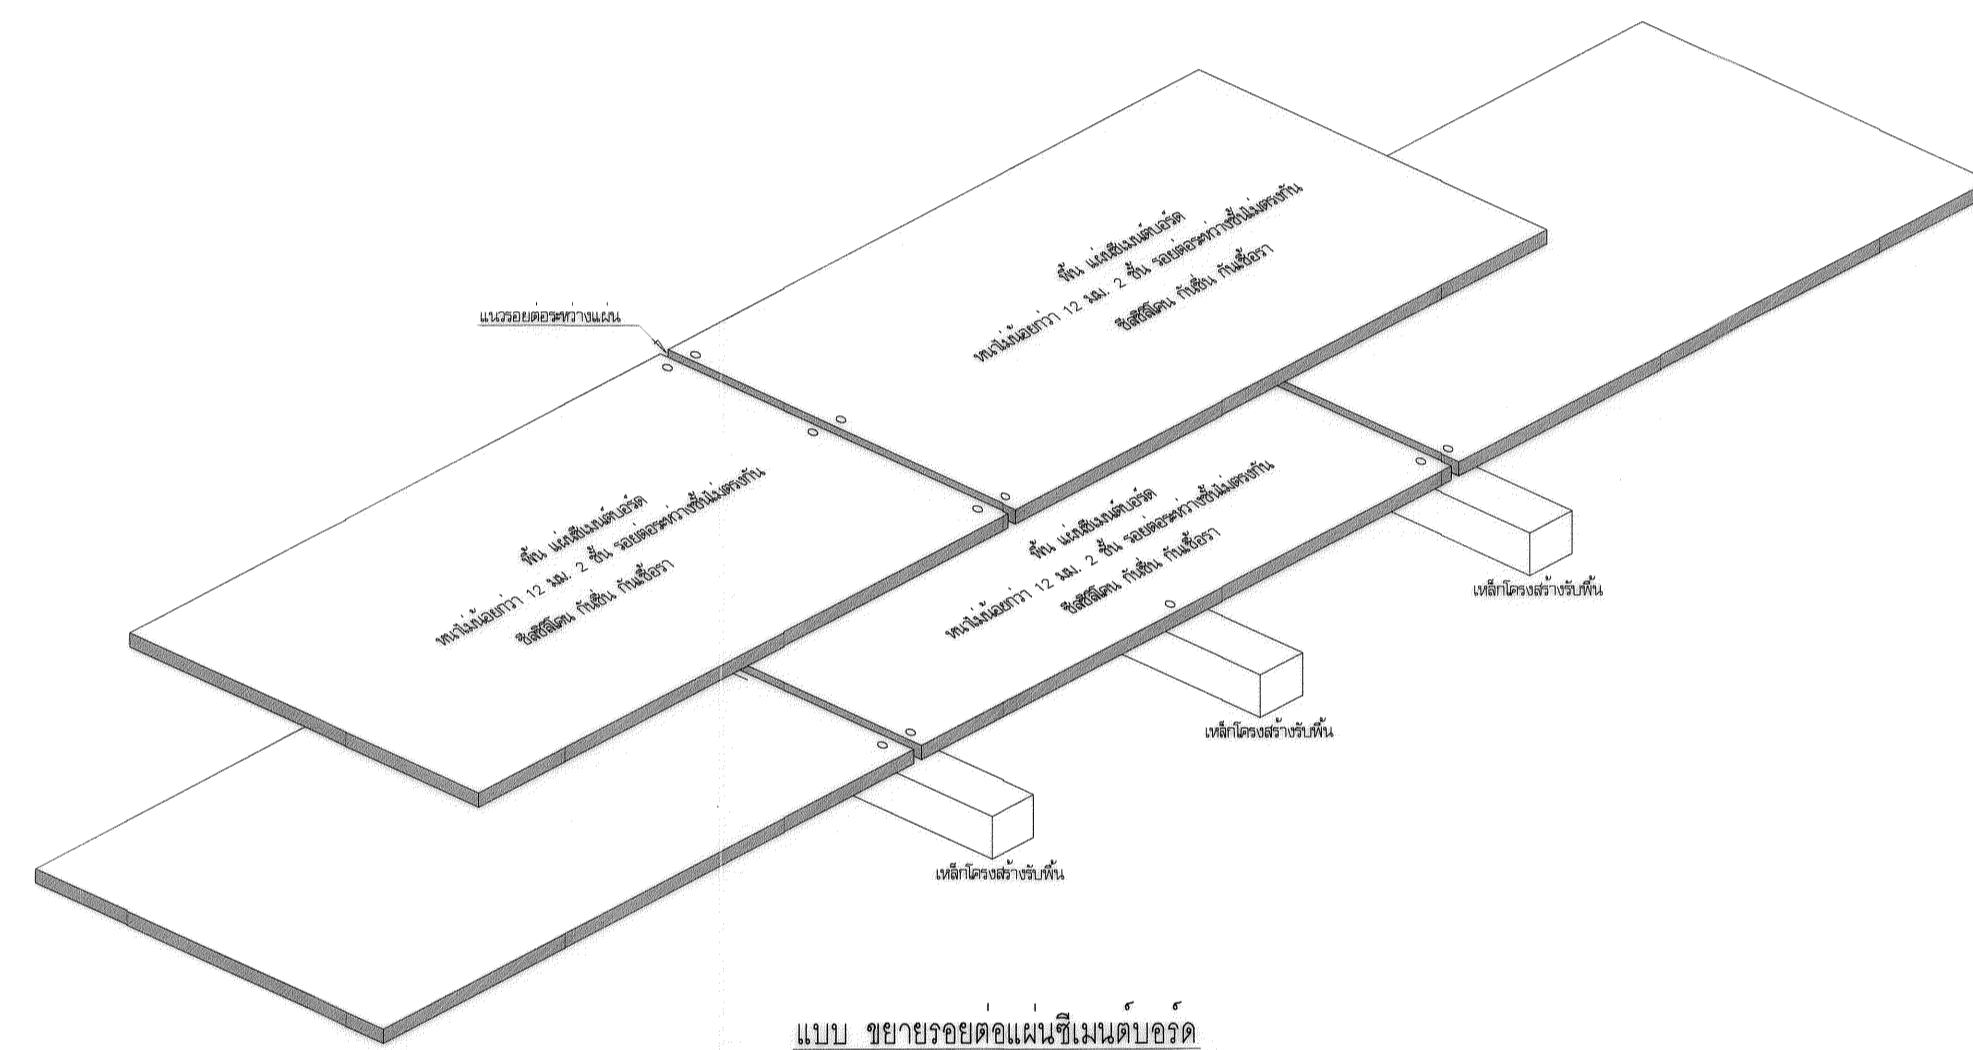 พื้น แผ่นซีเมนต์บอร์ด
หนาไม่น้อยกว่า 12 มม. 2 ชั้น รอยต่อระหว่างชั้นไม่ตรงกัน
ซีลซิลิโคน กันชื้น กันเชื้อรา
แนวรอยต่อระหว่างแผ่น
พื้น แผ่นซีเมนต์บอร์ด
หนาไม่น้อยกว่า 12 มม. 2 ชั้น รอยต่อระหว่างชั้นไม่ตรงกัน
ซีลซิลิโคน กันชื้น กันเชื้อรา
พื้น แผ่นซีเมนต์บอร์ด
หนาไม่น้อยกว่า 12 มม. 2 ชั้น รอยต่อระหว่างชั้นไม่ตรงกัน
ซีลซิลิโคน กันชื้น กันเชื้อรา
เหล็กโครงสร้างรับพื้น
เหล็กโครงสร้างรับพื้น
เหล็กโครงสร้างรับพื้น
แบบ ขยายรอยต่อแผ่นซีเมนต์บอร์ด